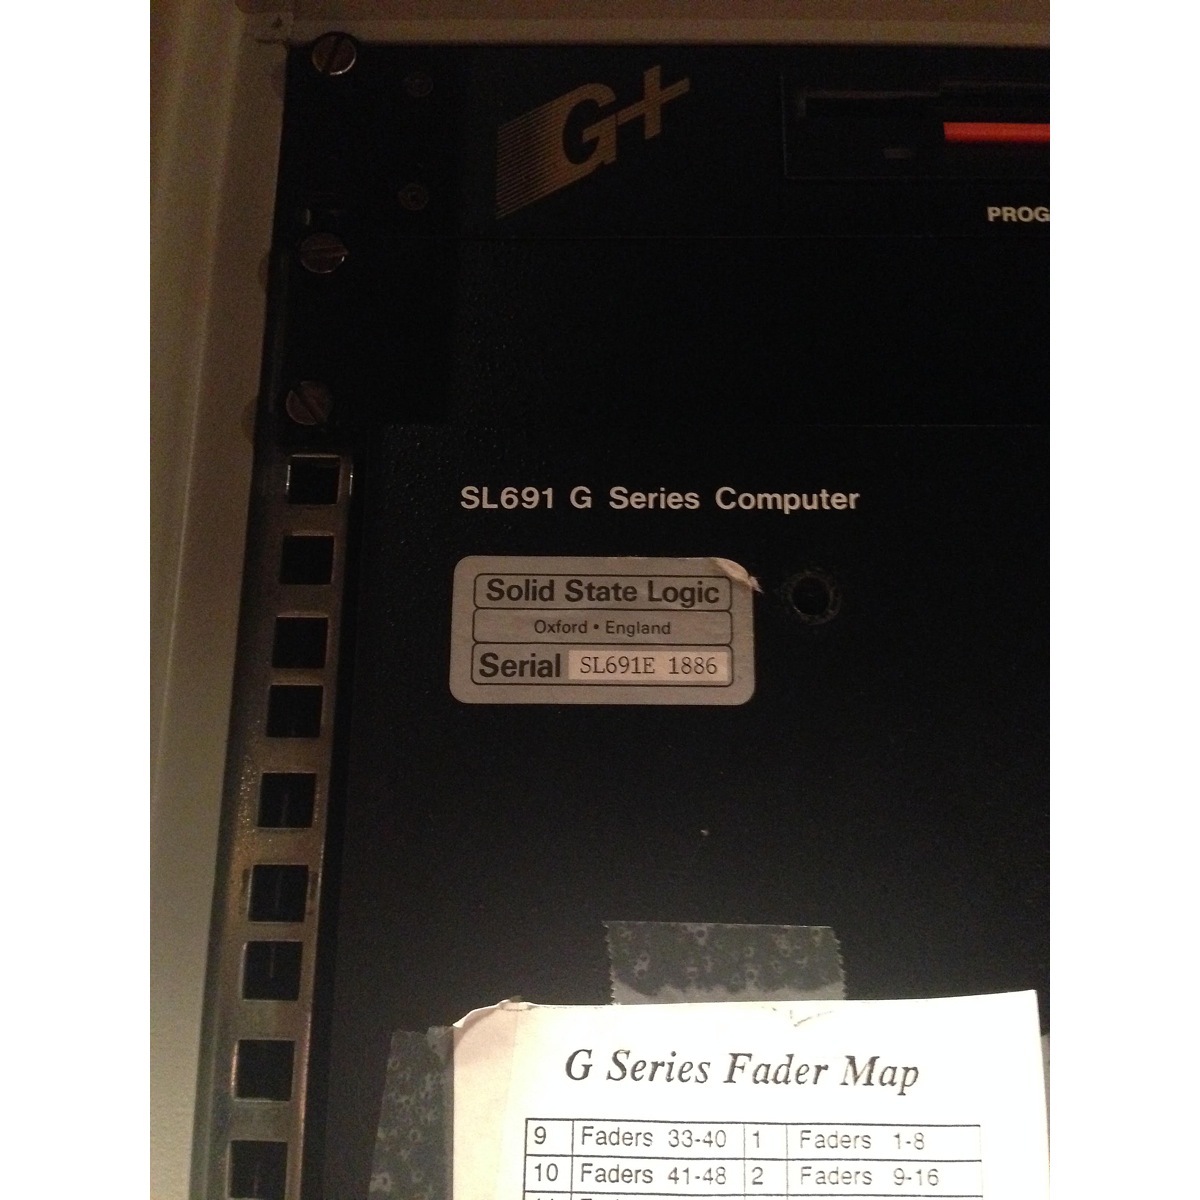 G+
PROG
SL691 G Series Computer
Solid State Logic
Oxford • England
Serial SL691E 1886
G Series Fader Map
9 Faders 33-40 1 Faders 1-8
10 Faders 41-48 2 Faders 9-16